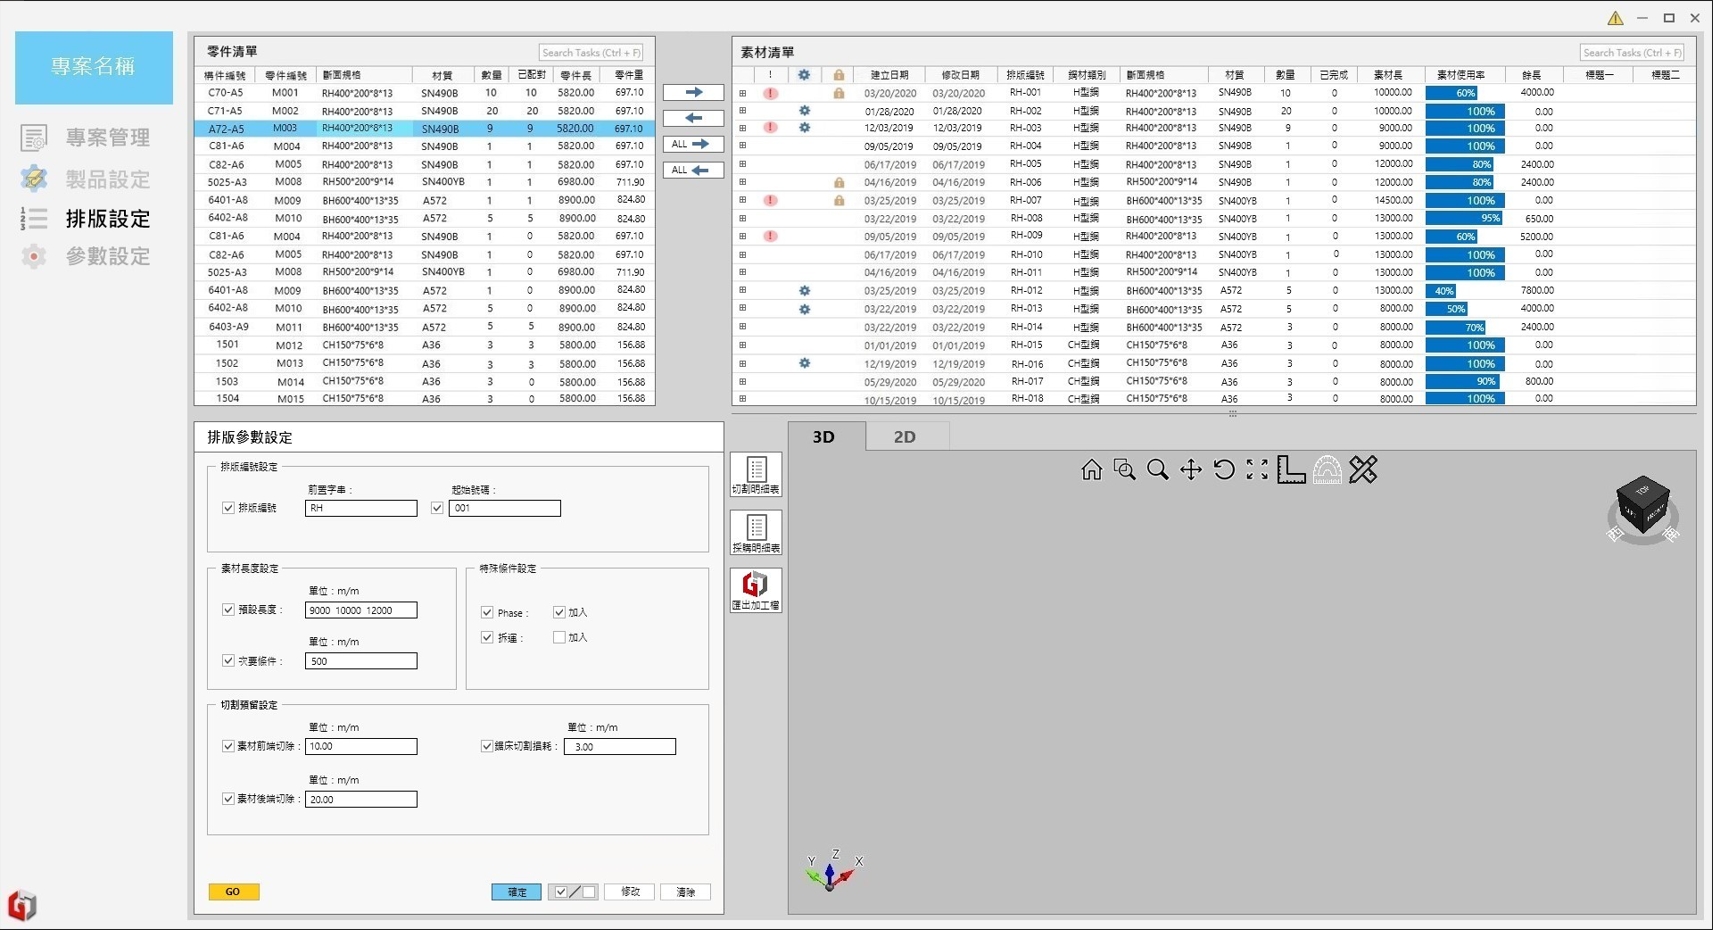 專案名稱
專案管理
製品設定
排版設定
參數設定
零件清單 Search Tasks (Ctrl + F)
構件編號 零件編號 斷面規格 材質 數量 已配對 零件長 零件重
C70-A5 M001 RH400*200*8*13 SN490B 10 10 5820.00 697.10
C71-A5 M002 RH400*200*8*13 SN490B 20 20 5820.00 697.10
A72-A5 M003 RH400*200*8*13 SN490B 9 9 5820.00 697.10
C81-A6 M004 RH400*200*8*13 SN490B 1 1 5820.00 697.10
C82-A6 M005 RH400*200*8*13 SN490B 1 1 5820.00 697.10
5025-A3 M008 RH500*200*9*14 SN400YB 1 1 6980.00 711.90
6401-A8 M009 BH600*400*13*35 A572 1 1 8900.00 824.80
6402-A8 M010 BH600*400*13*35 A572 5 5 8900.00 824.80
C81-A6 M004 RH400*200*8*13 SN490B 1 0 5820.00 697.10
C82-A6 M005 RH400*200*8*13 SN490B 1 0 5820.00 697.10
5025-A3 M008 RH500*200*9*14 SN400YB 1 0 6980.00 711.90
6401-A8 M009 BH600*400*13*35 A572 1 0 8900.00 824.80
6402-A8 M010 BH600*400*13*35 A572 5 0 8900.00 824.80
6403-A9 M011 BH600*400*13*35 A572 5 5 8900.00 824.80
1501 M012 CH150*75*6*8 A36 3 3 5800.00 156.88
1502 M013 CH150*75*6*8 A36 3 3 5800.00 156.88
1503 M014 CH150*75*6*8 A36 3 0 5800.00 156.88
1504 M015 CH150*75*6*8 A36 3 0 5800.00 156.88
ALL
ALL
素材清單 Search Tasks (Ctrl + F)
! 建立日期 修改日期 排版編號 鋼材類別 斷面規格 材質 數量 已完成 素材長 素材使用率 餘長 標題一 標題二
! 03/20/2020 03/20/2020 RH-001 H型鋼 RH400*200*8*13 SN490B 10 0 10000.00 60% 4000.00
01/28/2020 01/28/2020 RH-002 H型鋼 RH400*200*8*13 SN490B 20 0 10000.00 100% 0.00
! 12/03/2019 12/03/2019 RH-003 H型鋼 RH400*200*8*13 SN490B 9 0 9000.00 100% 0.00
09/05/2019 09/05/2019 RH-004 H型鋼 RH400*200*8*13 SN490B 1 0 9000.00 100% 0.00
06/17/2019 06/17/2019 RH-005 H型鋼 RH400*200*8*13 SN490B 1 0 12000.00 80% 2400.00
04/16/2019 04/16/2019 RH-006 H型鋼 RH500*200*9*14 SN490B 1 0 12000.00 80% 2400.00
! 03/25/2019 03/25/2019 RH-007 H型鋼 BH600*400*13*35 SN400YB 1 0 14500.00 100% 0.00
03/22/2019 03/22/2019 RH-008 H型鋼 BH600*400*13*35 SN400YB 1 0 13000.00 95% 650.00
! 09/05/2019 09/05/2019 RH-009 H型鋼 RH400*200*8*13 SN400YB 1 0 13000.00 60% 5200.00
06/17/2019 06/17/2019 RH-010 H型鋼 RH400*200*8*13 SN400YB 1 0 13000.00 100% 0.00
04/16/2019 04/16/2019 RH-011 H型鋼 RH500*200*9*14 SN400YB 1 0 13000.00 100% 0.00
03/25/2019 03/25/2019 RH-012 H型鋼 BH600*400*13*35 A572 5 0 13000.00 40% 7800.00
03/22/2019 03/22/2019 RH-013 H型鋼 BH600*400*13*35 A572 5 0 8000.00 50% 4000.00
03/22/2019 03/22/2019 RH-014 H型鋼 BH600*400*13*35 A572 3 0 8000.00 70% 2400.00
01/01/2019 01/01/2019 RH-015 CH型鋼 CH150*75*6*8 A36 3 0 8000.00 100% 0.00
12/19/2019 12/19/2019 RH-016 CH型鋼 CH150*75*6*8 A36 3 0 8000.00 100% 0.00
05/29/2020 05/29/2020 RH-017 CH型鋼 CH150*75*6*8 A36 3 0 8000.00 90% 800.00
10/15/2019 10/15/2019 RH-018 CH型鋼 CH150*75*6*8 A36 3 0 8000.00 100% 0.00
排版參數設定
排版編號設定
前置字串： 起始號碼：
排版編號 RH 001
素材長度設定
單位：m/m
預設長度： 9000 10000 12000
單位：m/m
次要條件： 500
特殊條件設定
Phase： 加入
拆運： 加入
切割預留設定
單位：m/m 單位：m/m
素材前端切除： 10.00 鋸床切割損耗： 3.00
單位：m/m
素材後端切除： 20.00
GO 確定 / 修改 清除
切割明細表
採購明細表
匯出加工檔
3D 2D
TOP
LEFT FRONT
西 南
Y Z X